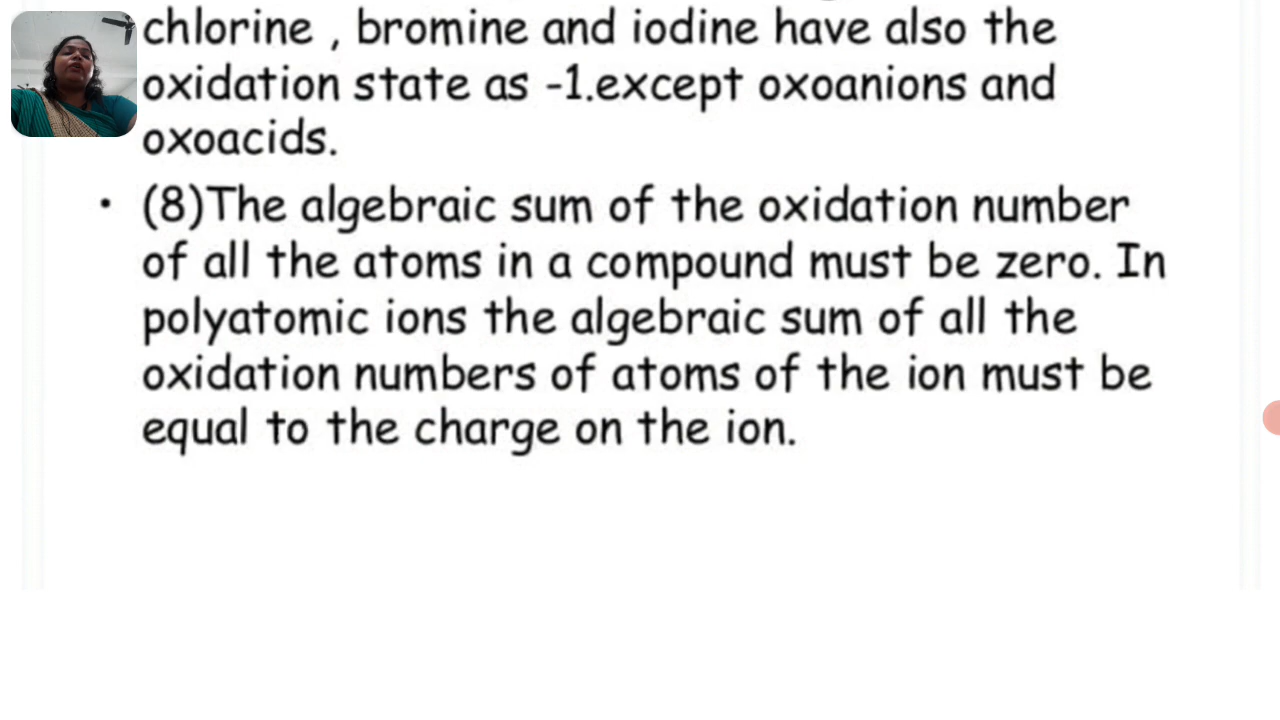 chlorine , bromine and iodine have also the
oxidation state as -1.except oxoanions and
oxoacids.
• (8)The algebraic sum of the oxidation number
of all the atoms in a compound must be zero. In
polyatomic ions the algebraic sum of all the
oxidation numbers of atoms of the ion must be
equal to the charge on the ion.